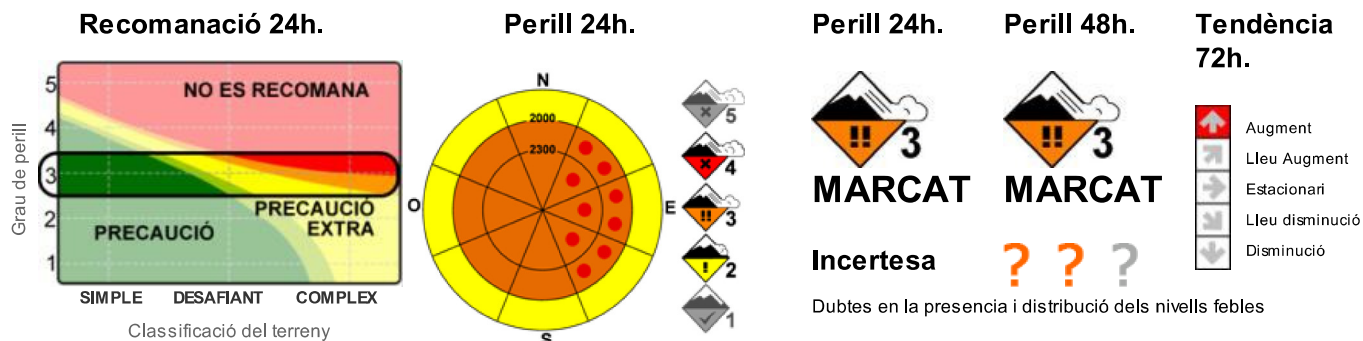 Recomanació 24h.
Grau de perill
5
4
3
2
1
NO ES RECOMANA
PRECAUCIÓ
PRECAUCIÓ
EXTRA
SIMPLE
DESAFIANT
COMPLEX
Classificació del terreny
Perill 24h.
N
2000
2300
O
E
S
5
4
3
2
1
Perill 24h.
3
MARCAT
Perill 48h.
3
MARCAT
Incertesa
? ? ?
Dubtes en la presencia i distribució dels nivells febles
Tendència
72h.
Augment
Lleu Augment
Estacionari
Lleu disminució
Disminució